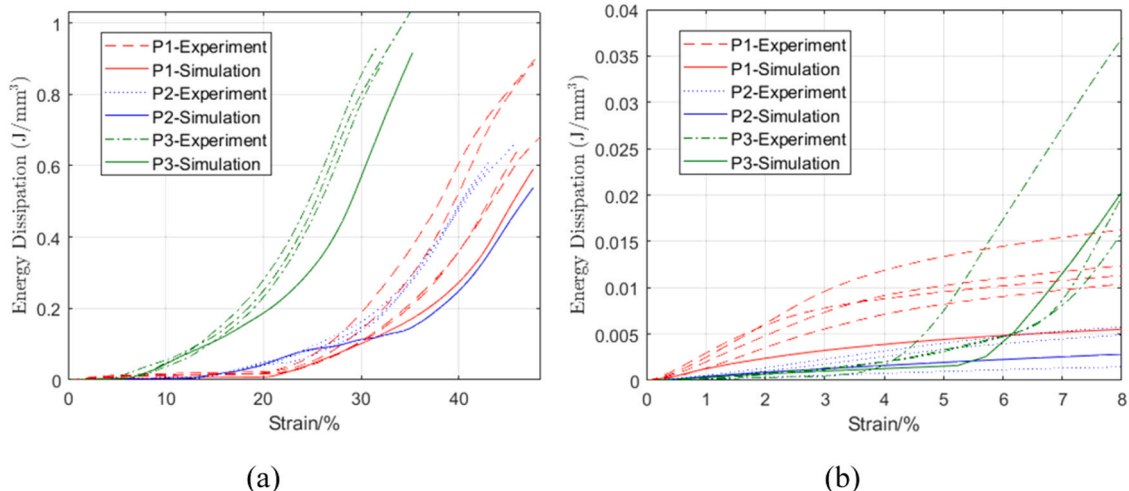 1
0.8
0.6
0.4
0.2
0
0 10 20 30 40
Energy Dissipation (J/mm³)
Strain/%
P1-Experiment
P1-Simulation
P2-Experiment
P2-Simulation
P3-Experiment
P3-Simulation
(a)
0.04
0.035
0.03
0.025
0.02
0.015
0.01
0.005
0
0 1 2 3 4 5 6 7 8
Energy Dissipation (J/mm³)
Strain/%
P1-Experiment
P1-Simulation
P2-Experiment
P2-Simulation
P3-Experiment
P3-Simulation
(b)